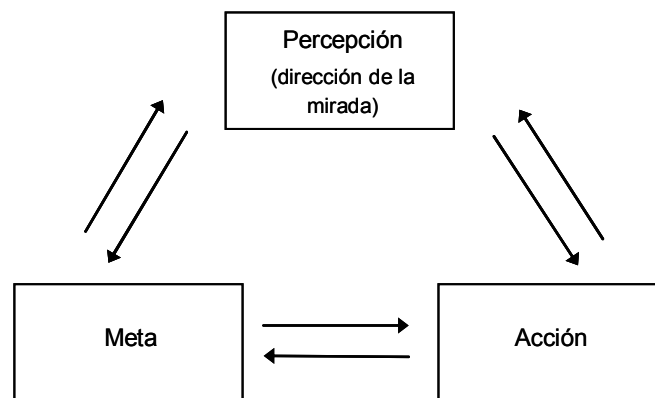 Percepción
(dirección de la
mirada)
Meta
Acción